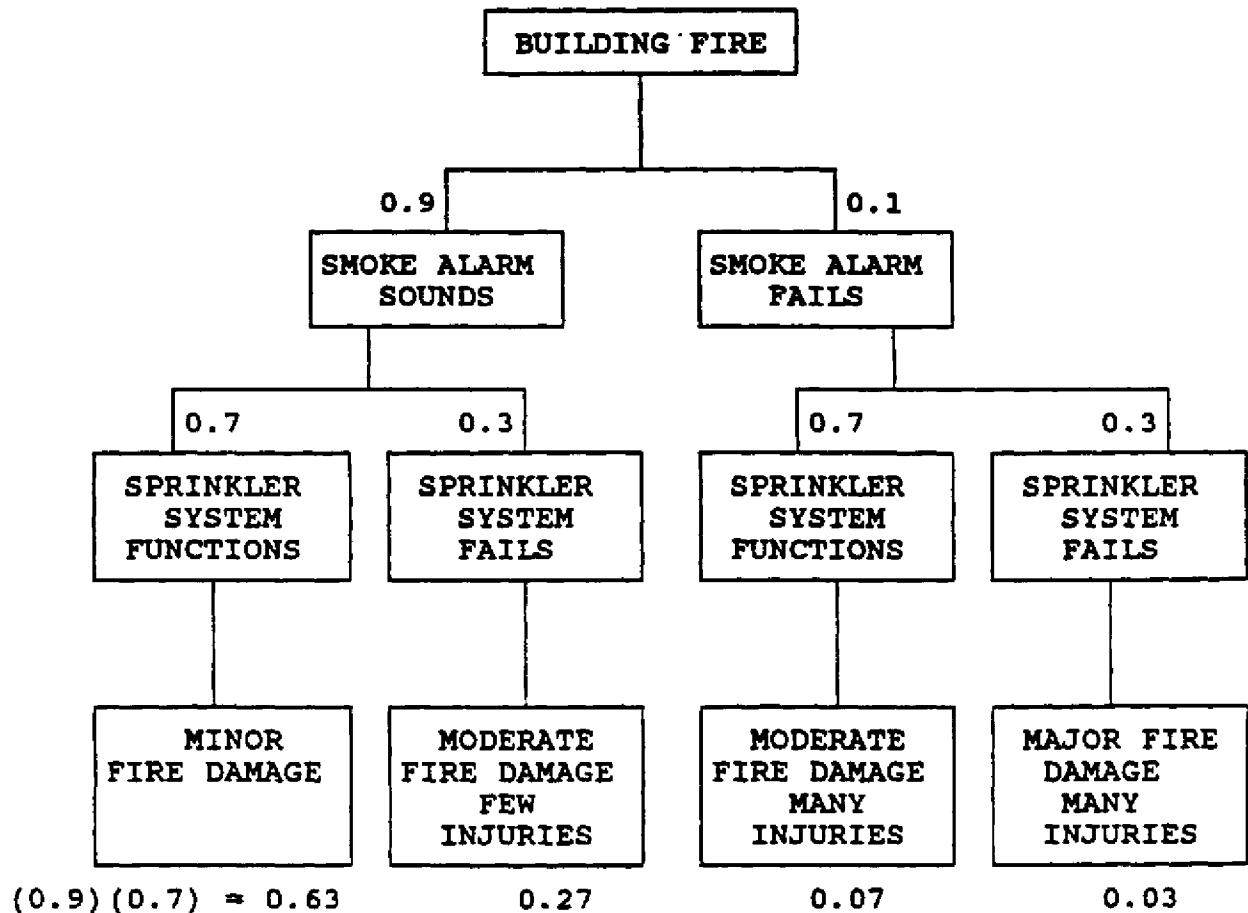 BUILDING FIRE
0.9
0.1
SMOKE ALARM
SOUNDS
SMOKE ALARM
FAILS
0.7
0.3
0.7
0.3
SPRINKLER
SYSTEM
FUNCTIONS
SPRINKLER
SYSTEM
FAILS
SPRINKLER
SYSTEM
FUNCTIONS
SPRINKLER
SYSTEM
FAILS
MINOR
FIRE DAMAGE
MODERATE
FIRE DAMAGE
FEW
INJURIES
MODERATE
FIRE DAMAGE
MANY
INJURIES
MAJOR FIRE
DAMAGE
MANY
INJURIES
(0.9)(0.7) = 0.63
0.27
0.07
0.03